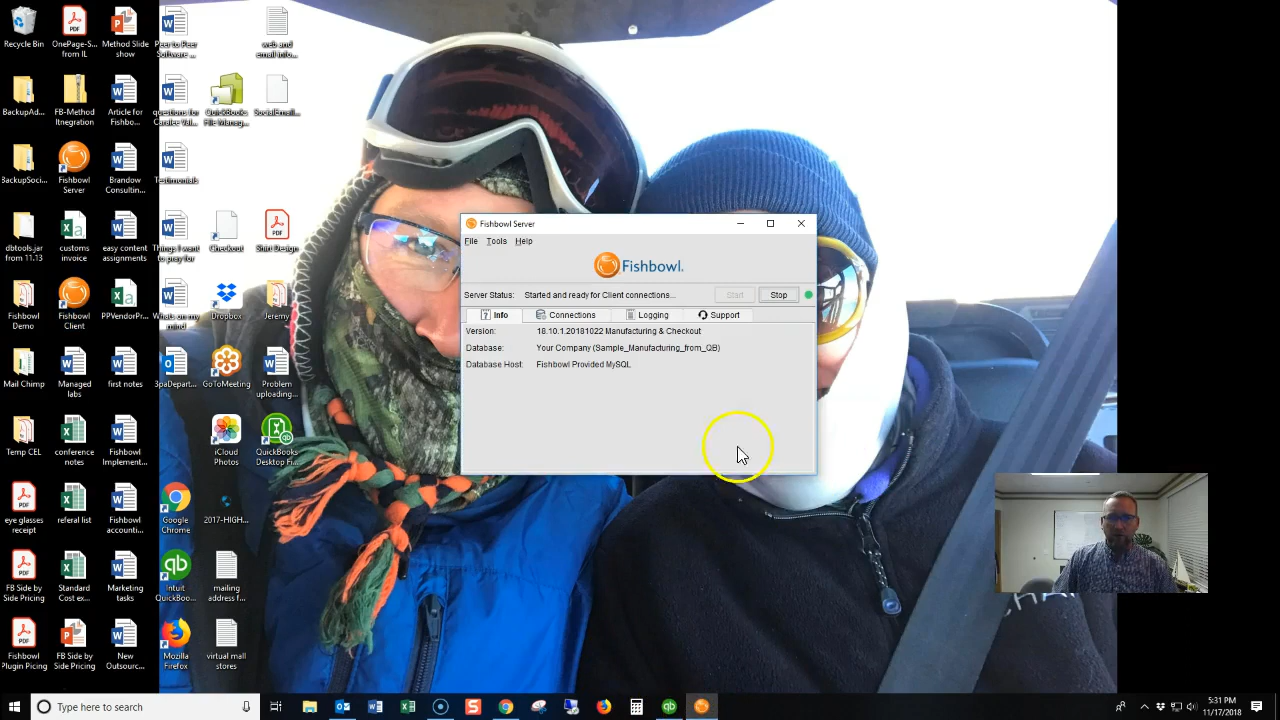 Recycle Bin
OnePage-S...
from IL
Method Slide
show
Peer to Peer
Software ...
web and
email info...
BackupAd...
FB-Method
Itnegration
Article for
Fishbo...
questions for
Caralee Val...
QuickBooks
File Manag...
SocialEmail...
BackupSoci...
Fishbowl
Server
Brandow
Consultin...
Testimonials
dbtools.jar
from 11.13
customs
invoice
easy content
assignments
Things I want
to pray for
Checkout
Shirt Design
Fishbowl
Demo
Fishbowl
Client
PPVendorPr...
What's on my
mind
Dropbox
Jeremy
Mail Chimp
Managed
labs
first notes
3paDepart...
GoToMeeting
Problem
uploading...
Temp CEL
conference
notes
Fishbowl
Implement...
iCloud
Photos
QuickBooks
Desktop Fi...
eye glasses
receipt
referal list
Fishbowl
accounti...
Google
Chrome
2017-HIGH...
FB Side by
Side Pricing
Standard
Cost ex...
Marketing
tasks
Intuit
QuickBoo...
mailing
address f...
Fishbowl
Plugin Pricing
FB Side by
Side Pricing
New
Outsourc...
Mozilla
Firefox
virtual mall
stores
Fishbowl Server
File Tools Help
Fishbowl.
Server Status: Started and ready for Client connections... Start Stop
Info Connections Logging Support
Version: 18.10.1.20181022 Manufacturing & Checkout
Database: Your Company (Sample_Manufacturing_from_QB)
Database Host: Fishbowl Provided MySQL
Type here to search
5:31 PM
11/17/2018